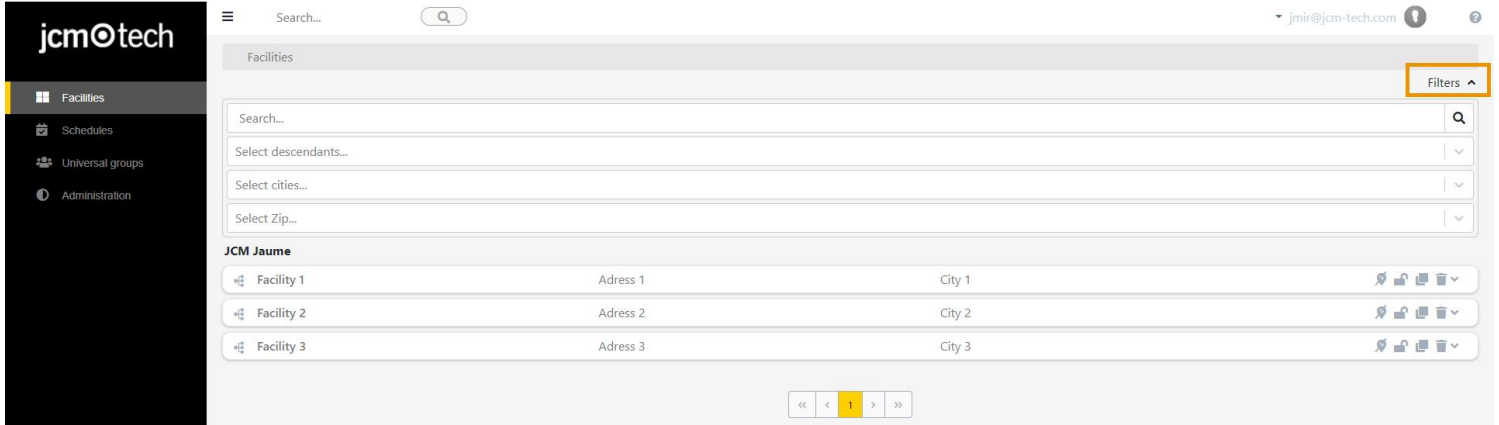 jcm tech
Search...
jmir@jcm-tech.com
Facilities
Filters
Facilities
Schedules
Universal groups
Administration
Search...
Select descendants...
Select cities...
Select Zip...
JCM Jaume
Facility 1 Adress 1 City 1
Facility 2 Adress 2 City 2
Facility 3 Adress 3 City 3
« < 1 > »